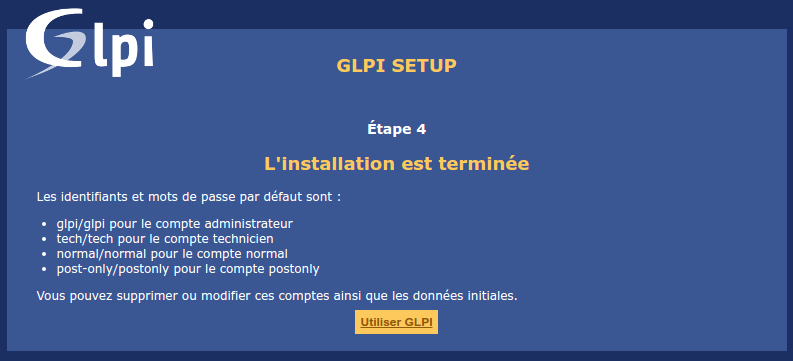 Glpi
GLPI SETUP
Étape 4
L'installation est terminée
Les identifiants et mots de passe par défaut sont :
• glpi/glpi pour le compte administrateur
• tech/tech pour le compte technicien
• normal/normal pour le compte normal
• post-only/postonly pour le compte postonly
Vous pouvez supprimer ou modifier ces comptes ainsi que les données initiales.
Utiliser GLPI